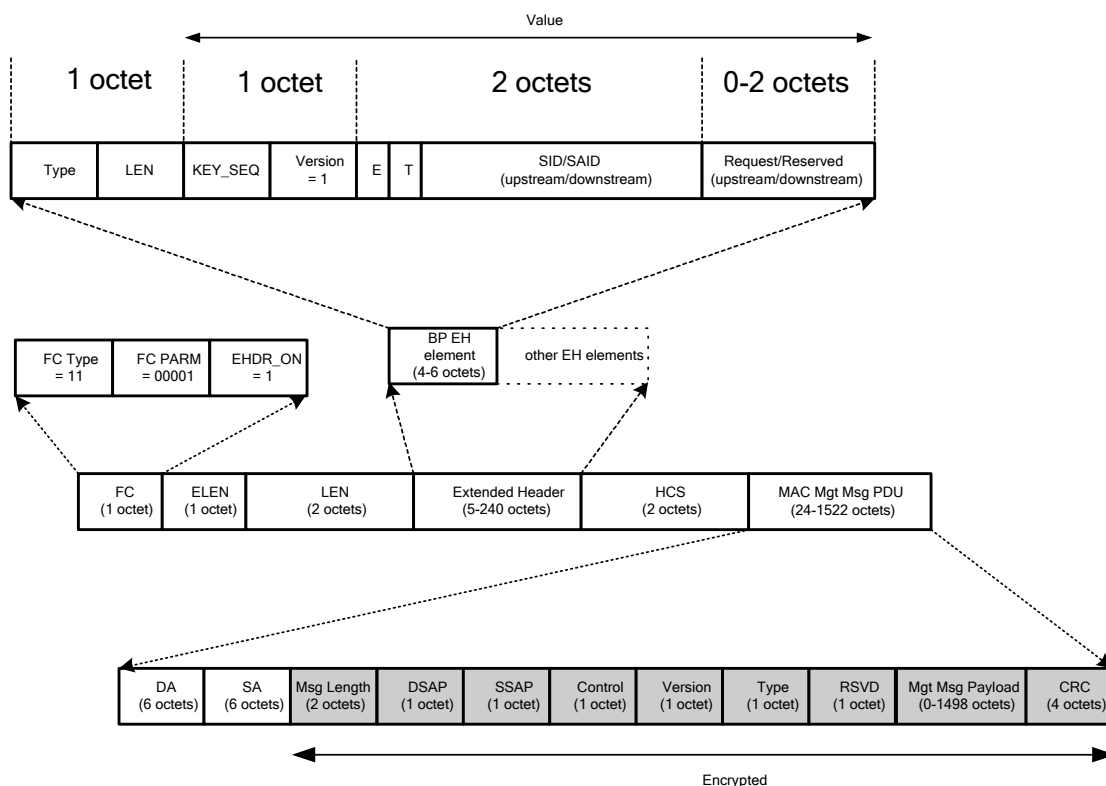 Value
1 octet
1 octet
2 octets
0-2 octets
Type
LEN
KEY_SEQ
Version
= 1
E
T
SID/SAID
(upstream/downstream)
Request/Reserved
(upstream/downstream)
BP EH
element
(4-6 octets)
other EH elements
FC Type
= 11
FC PARM
= 00001
EHDR_ON
= 1
FC
(1 octet)
ELEN
(1 octet)
LEN
(2 octets)
Extended Header
(5-240 octets)
HCS
(2 octets)
MAC Mgt Msg PDU
(24-1522 octets)
DA
(6 octets)
SA
(6 octets)
Msg Length
(2 octets)
DSAP
(1 octet)
SSAP
(1 octet)
Control
(1 octet)
Version
(1 octet)
Type
(1 octet)
RSVD
(1 octet)
Mgt Msg Payload
(0-1498 octets)
CRC
(4 octets)
Encrypted